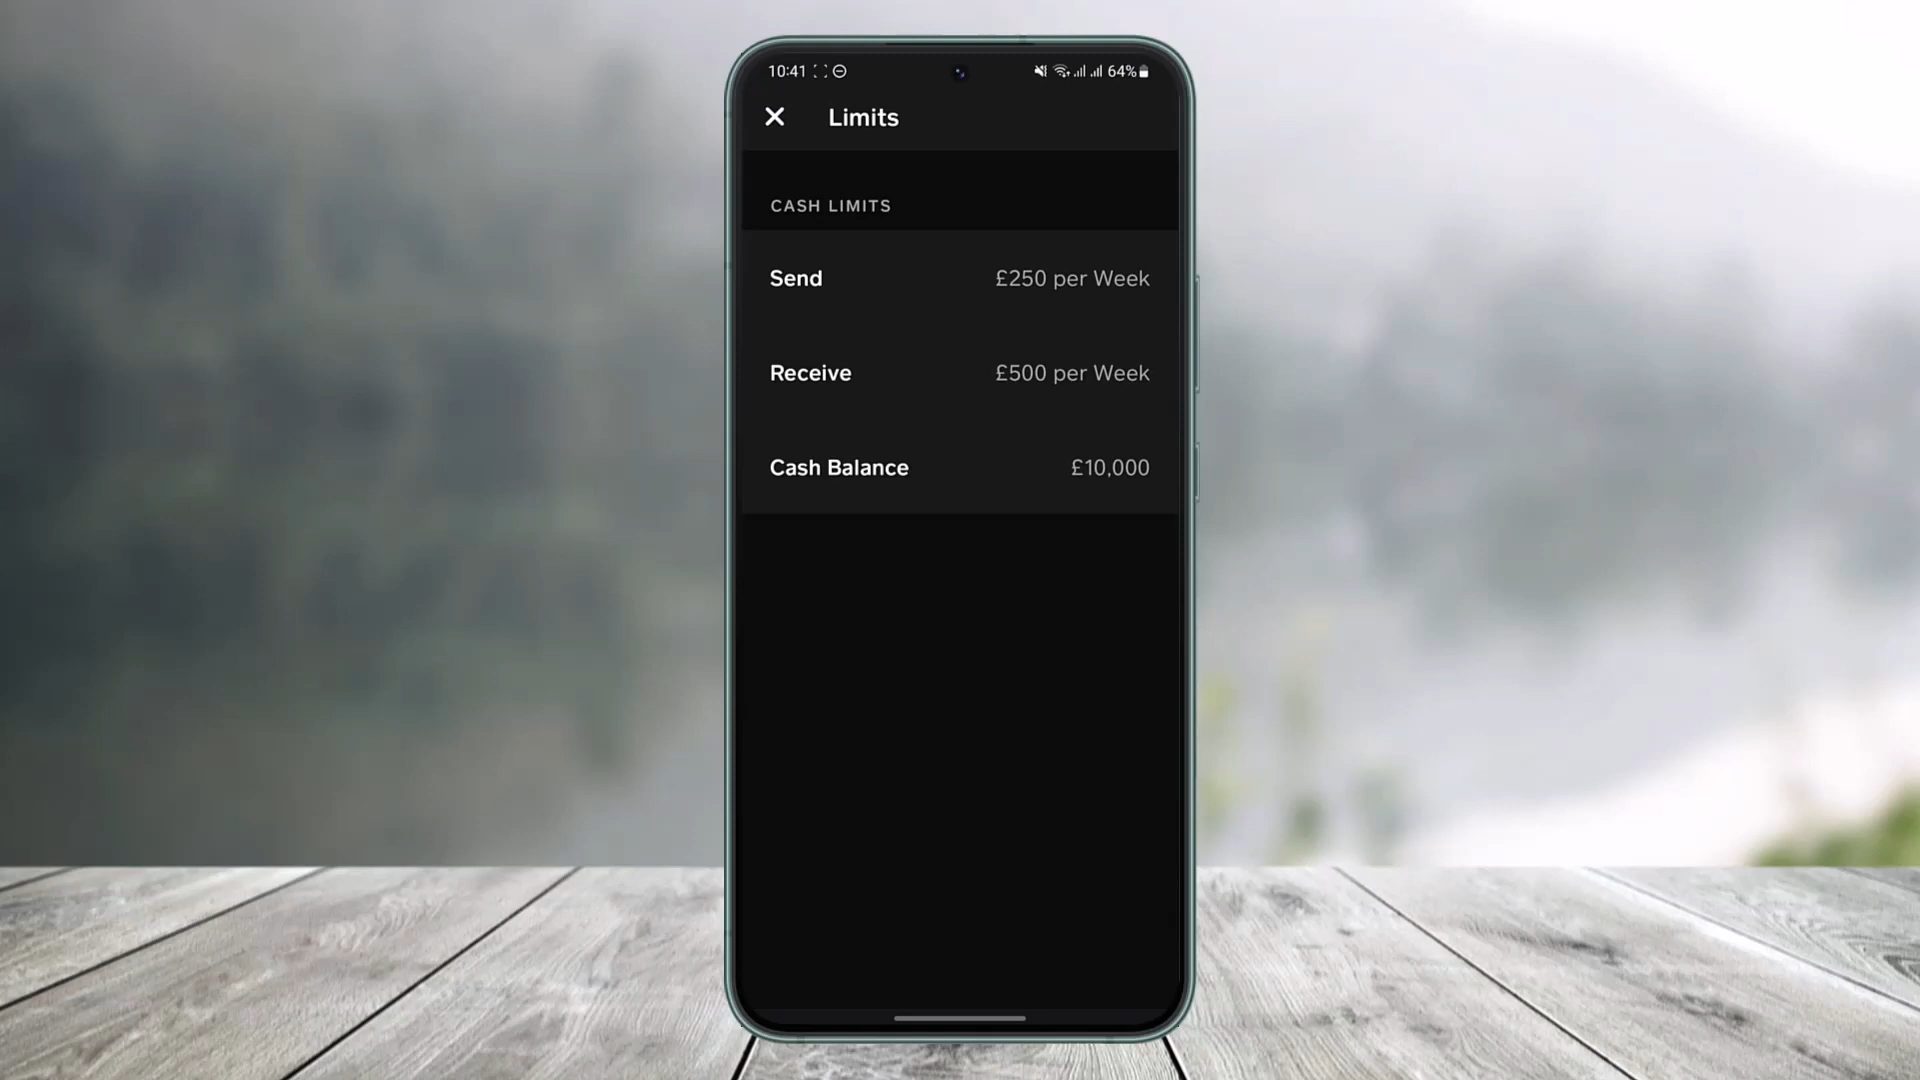 10:41 64%
Limits
CASH LIMITS
Send £250 per Week
Receive £500 per Week
Cash Balance £10,000